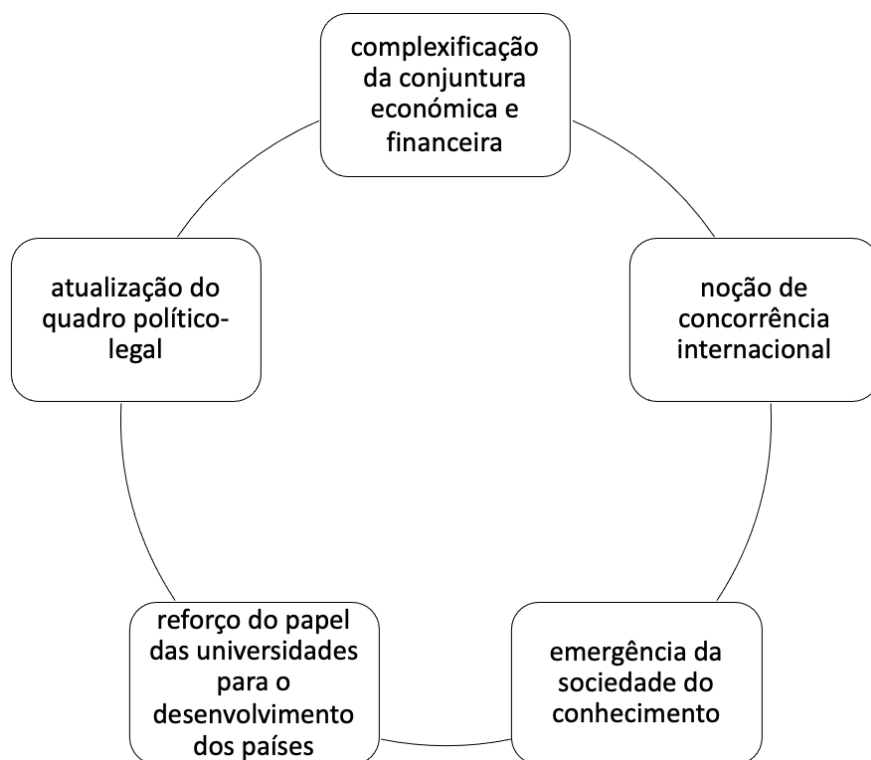 complexificação
da conjuntura
económica e
financeira
noção de
concorrência
internacional
emergência da
sociedade do
conhecimento
reforço do papel
das universidades
para o
desenvolvimento
dos países
atualização do
quadro político-
legal